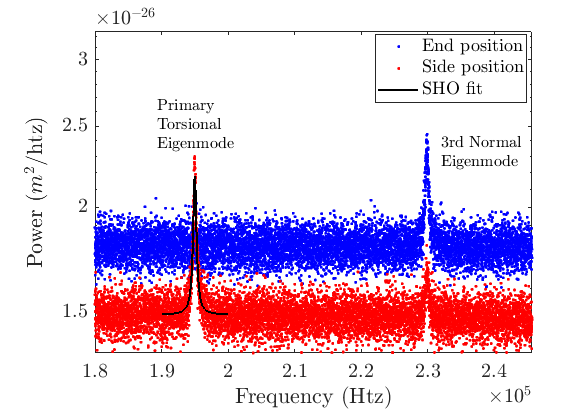 ×10⁻²⁶
3
2.5
2
1.5
Power (m²/htz)
End position
Side position
SHO fit
Primary
Torsional
Eigenmode
3rd Normal
Eigenmode
1.8 1.9 2 2.1 2.2 2.3 2.4
Frequency (Htz)
×10⁵